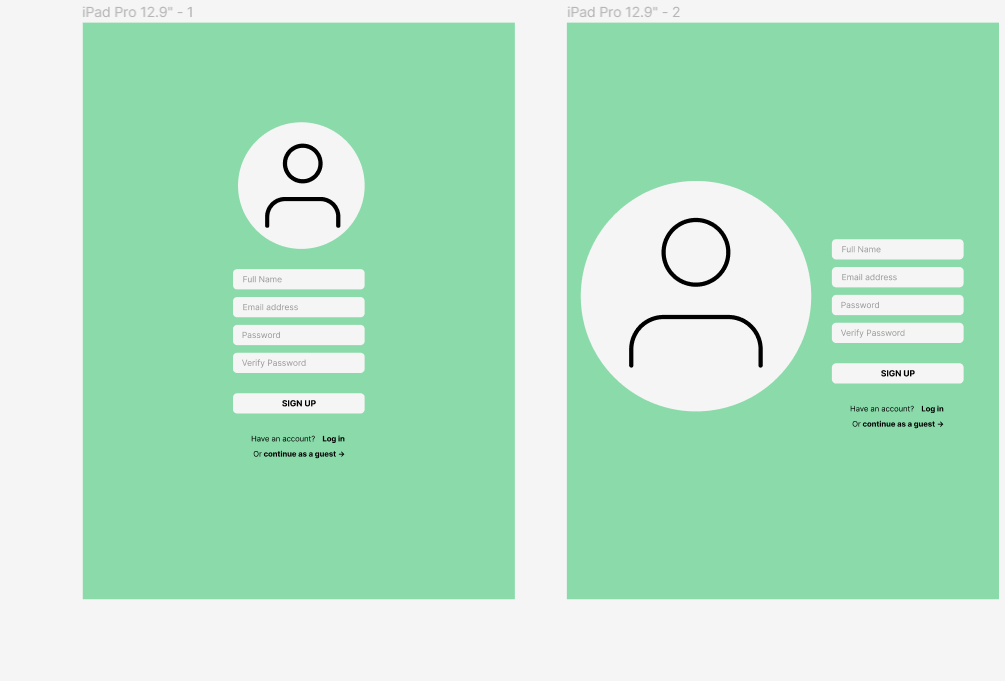 iPad Pro 12.9" - 1
Full Name
Email address
Password
Verify Password
SIGN UP
Have an account? Log in
Or continue as a guest →
iPad Pro 12.9" - 2
Full Name
Email address
Password
Verify Password
SIGN UP
Have an account? Log in
Or continue as a guest →